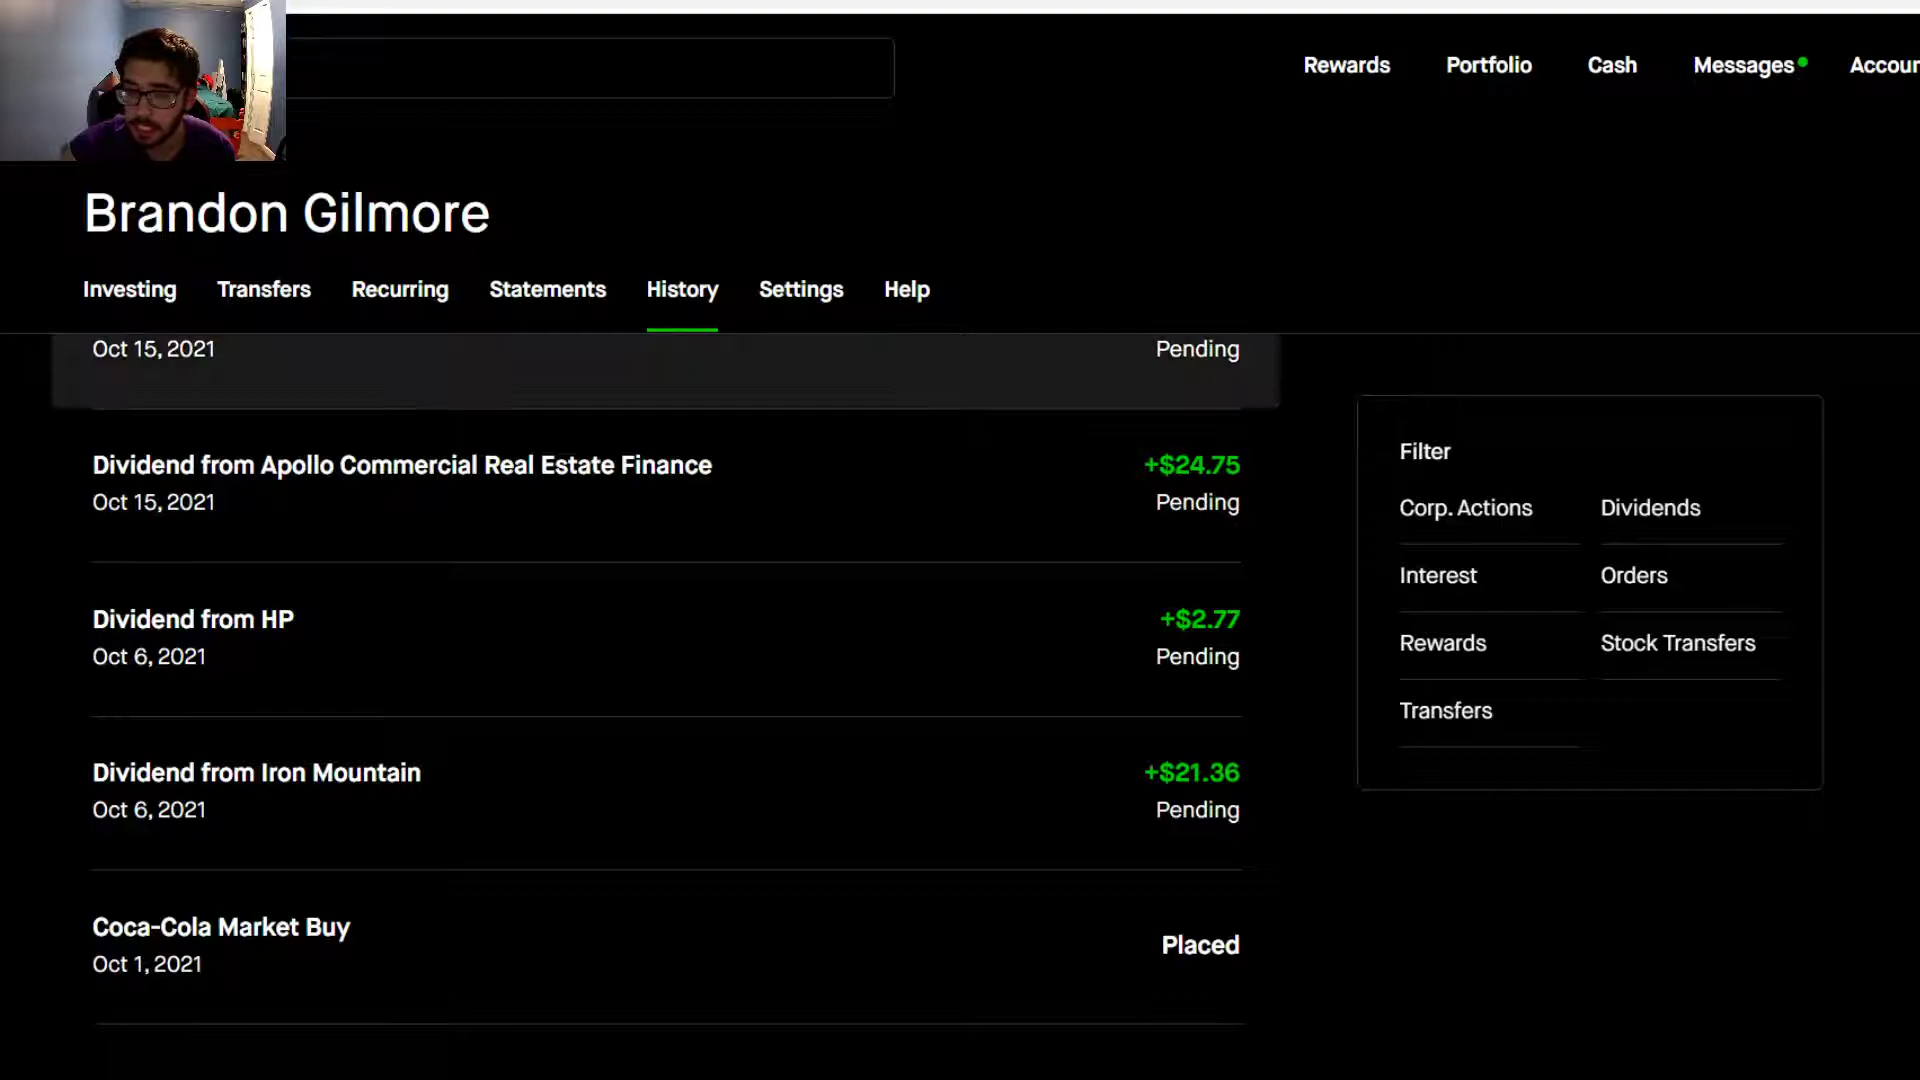 Rewards Portfolio Cash Messages Accoun
Brandon Gilmore
Investing Transfers Recurring Statements History Settings Help
Oct 15, 2021 Pending
Dividend from Apollo Commercial Real Estate Finance +$24.75
Oct 15, 2021 Pending
Dividend from HP +$2.77
Oct 6, 2021 Pending
Dividend from Iron Mountain +$21.36
Oct 6, 2021 Pending
Coca-Cola Market Buy
Placed
Oct 1, 2021
Filter
Corp. Actions Dividends
Interest Orders
Rewards Stock Transfers
Transfers